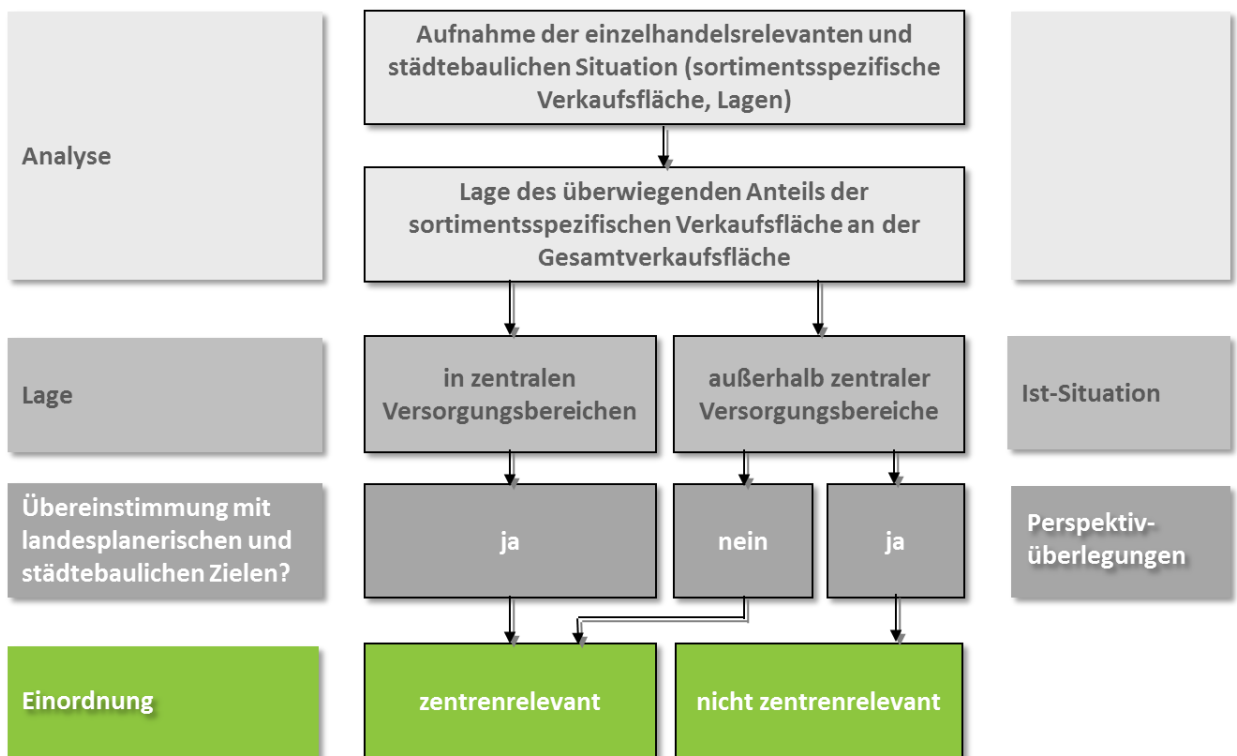 Aufnahme der einzelhandelsrelevanten und
städtebaulichen Situation (sortimentsspezifische
Verkaufsfläche, Lagen)
Analyse
Lage des überwiegenden Anteils der
sortimentsspezifischen Verkaufsfläche an der
Gesamtverkaufsfläche
Lage
in zentralen
Versorgungsbereichen
außerhalb zentraler
Versorgungsbereiche
Ist-Situation
Übereinstimmung mit
landesplanerischen und
städtebaulichen Zielen?
ja
nein
ja
Perspektiv-
überlegungen
Einordnung
zentrenrelevant
nicht zentrenrelevant